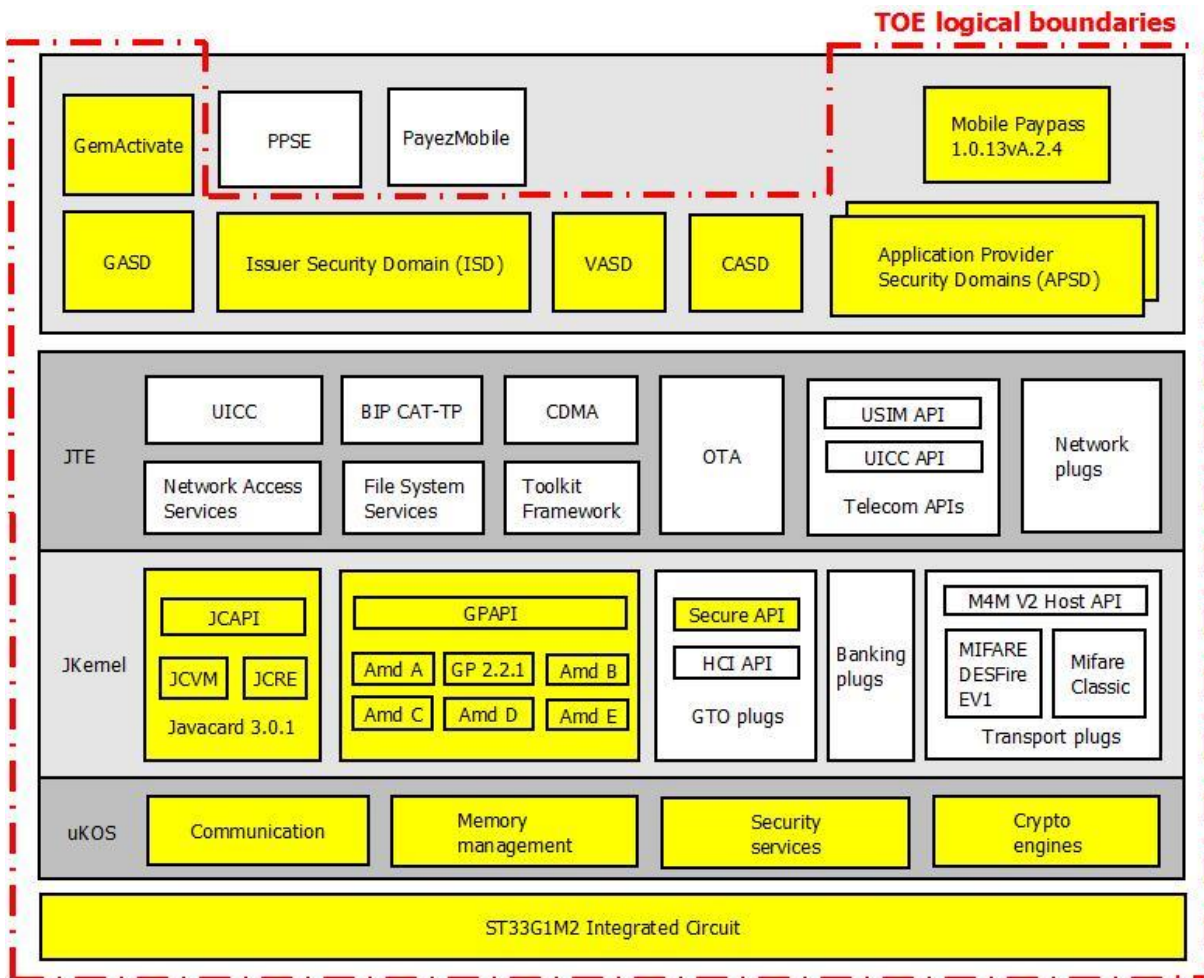 TOE logical boundaries
GemActivate
PPSE
PayezMobile
Mobile Paypass
1.0.13vA.2.4
GASD
Issuer Security Domain (ISD)
VASD
CASD
Application Provider
Security Domains (APSD)
JTE
UICC
BIP CAT-TP
CDMA
Network Access
Services
File System
Services
Toolkit
Framework
OTA
USIM API
UICC API
Telecom APIs
Network
plugs
JKernel
JCAPI
JCVM
JCRE
Javacard 3.0.1
GPAPI
Amd A
GP 2.2.1
Amd B
Amd C
Amd D
Amd E
Secure API
HCI API
GTO plugs
Banking
plugs
M4M V2 Host API
MIFARE
DESFire
EV1
Mifare
Classic
Transport plugs
uKOS
Communication
Memory
management
Security
services
Crypto
engines
ST33G1M2 Integrated Circuit